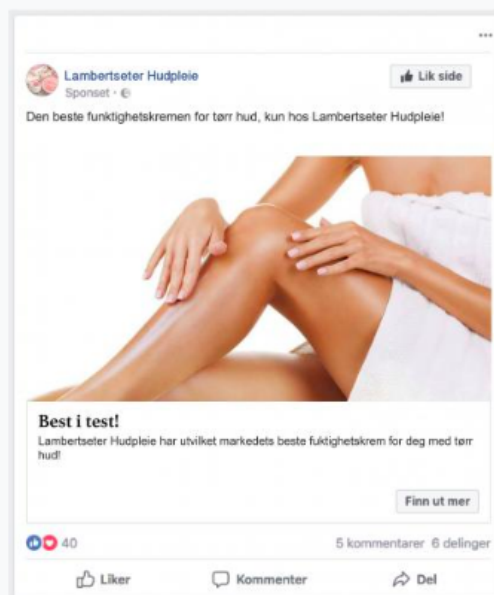 Lambertseter Hudpleie
Lik side
Sponset ·
Den beste funktighetskremen for tørr hud, kun hos Lambertseter Hudpleie!
Best i test!
Lambertseter Hudpleie har utvilket markedets beste fuktighetskrem for deg med tørr
hud!
Finn ut mer
40
5 kommentarer 6 delinger
Liker
Kommenter
Del